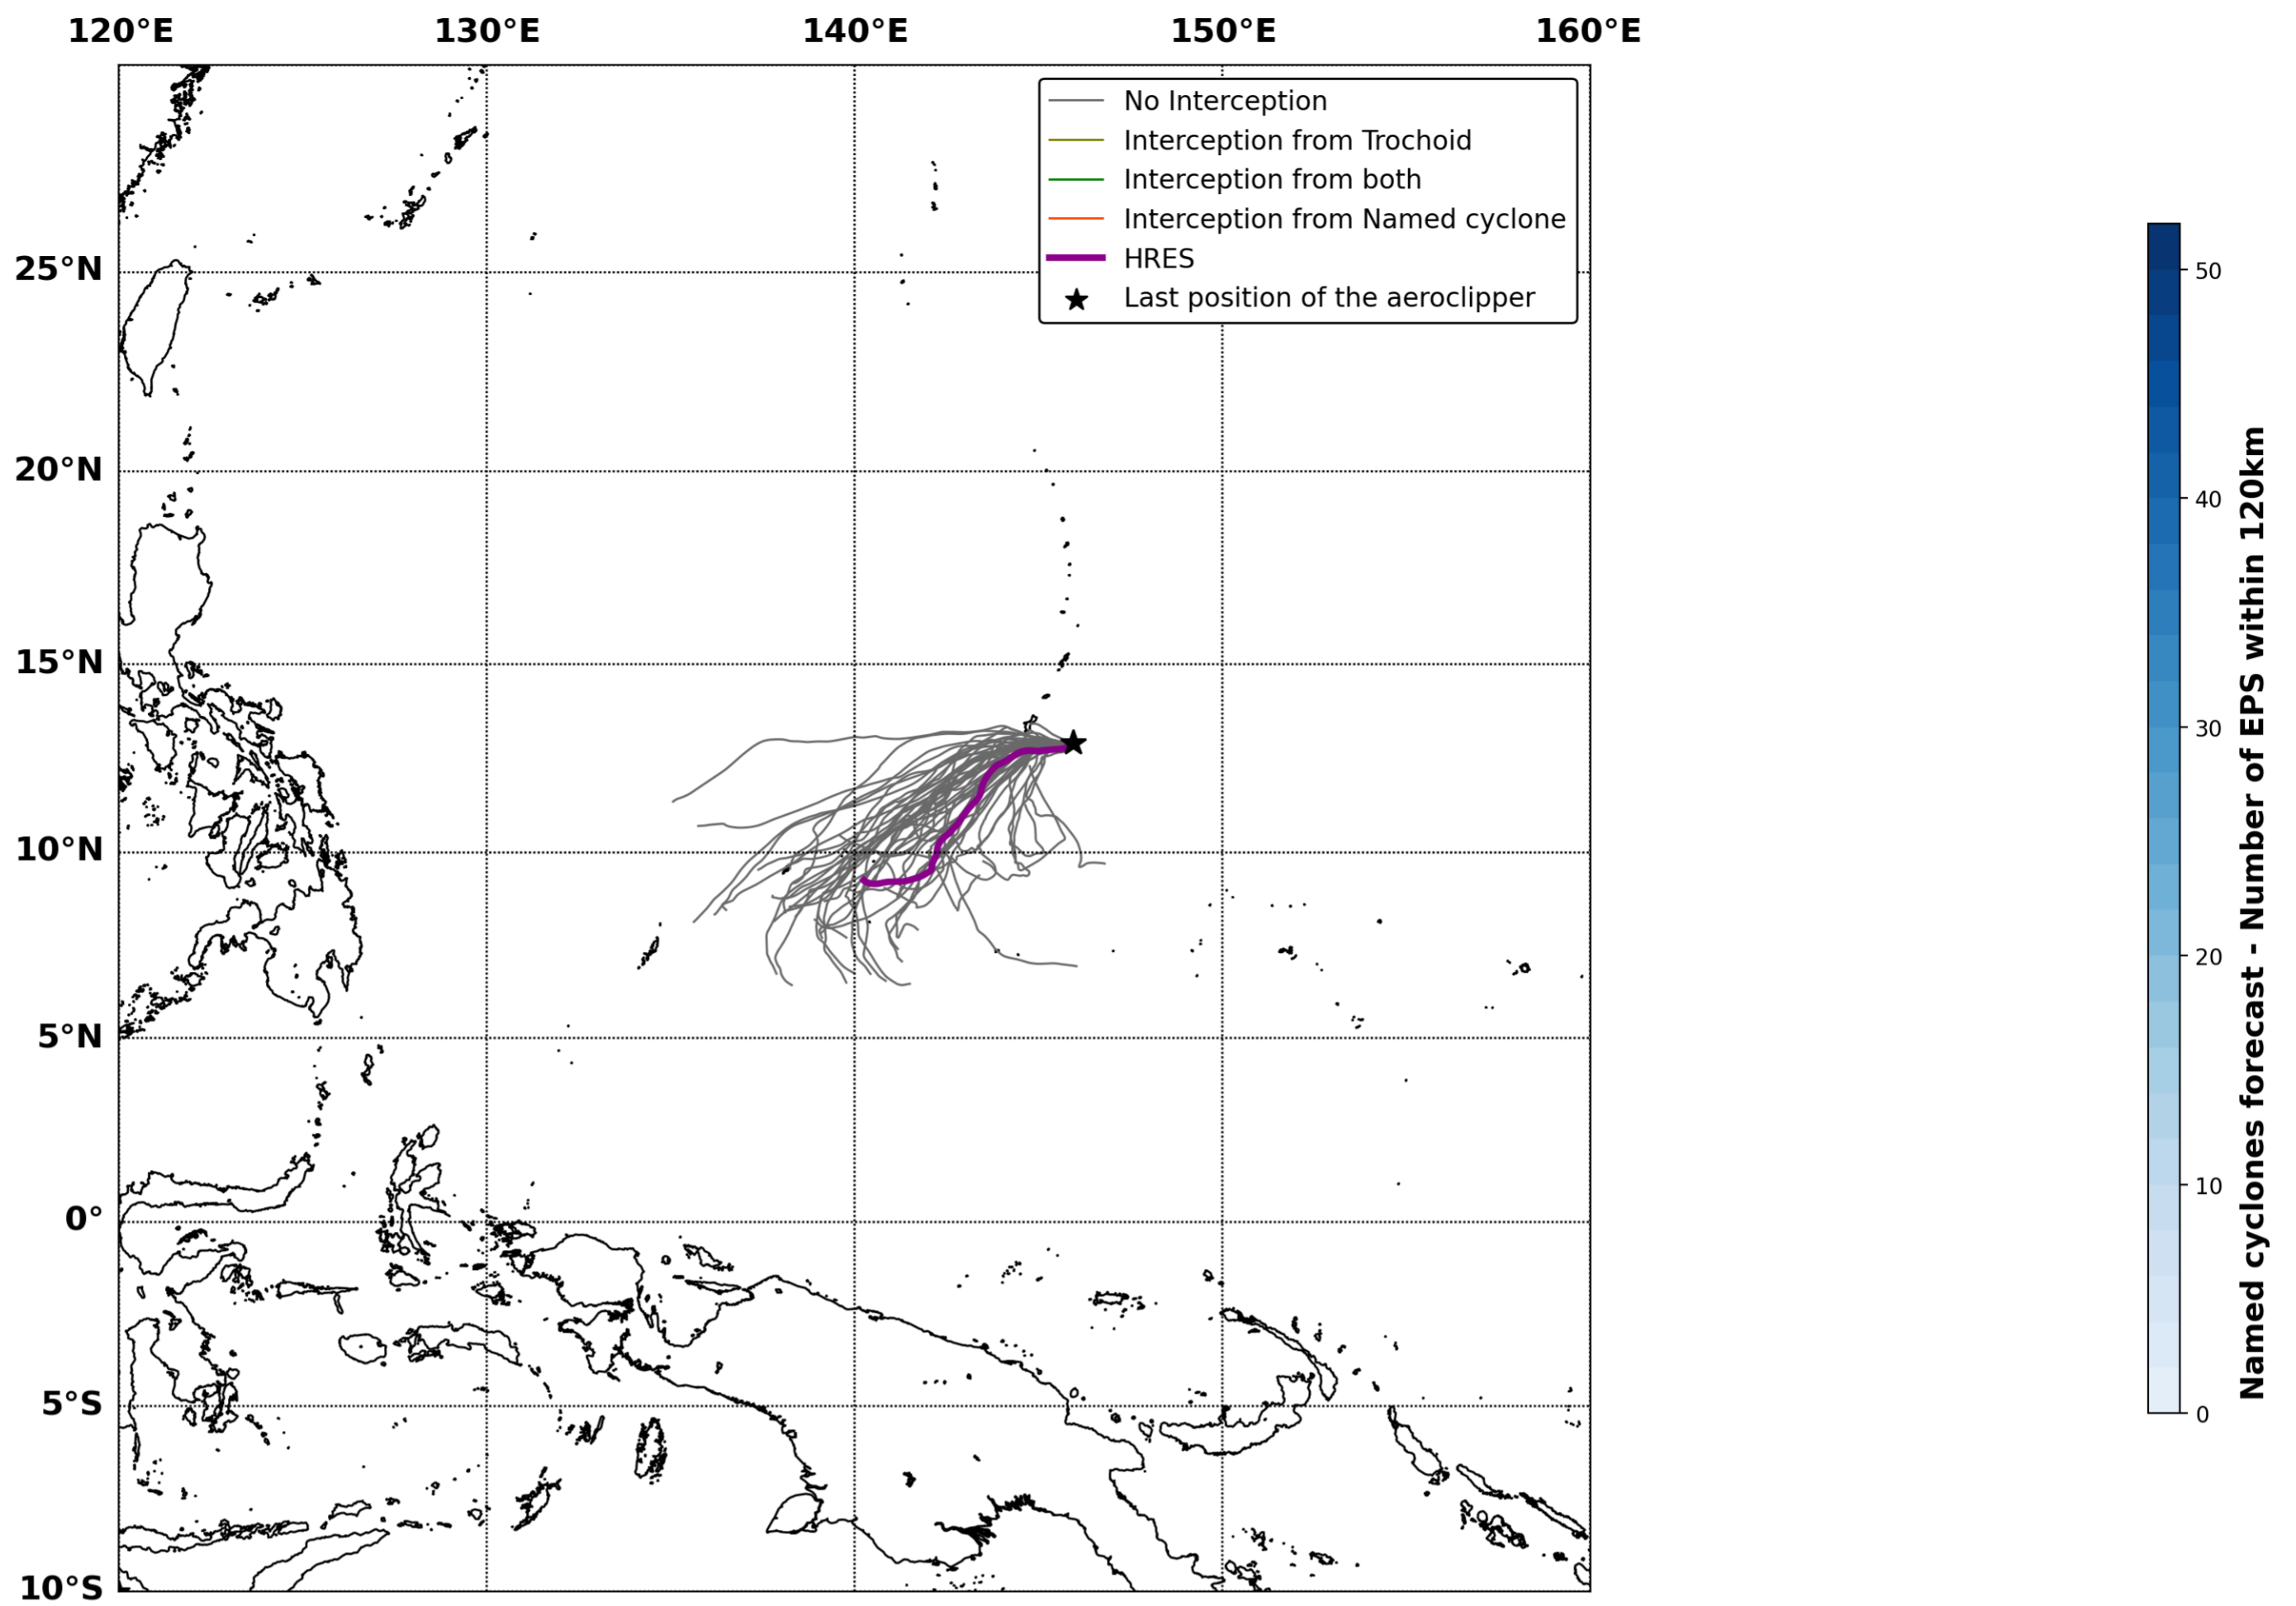 120°E 130°E 140°E 150°E 160°E
No Interception
Interception from Trochoid
Interception from both
Interception from Named cyclone
HRES
Last position of the aeroclipper
25°N
20°N
15°N
10°N
5°N
0°
5°S
10°S
50
40
30
20
10
0
Named cyclones forecast - Number of EPS within 120km